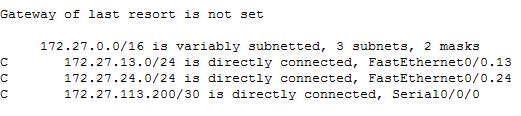 Gateway of last resort is not set
172.27.0.0/16 is variably subnetted, 3 subnets, 2 masks
C 172.27.13.0/24 is directly connected, FastEthernet0/0.13
C 172.27.24.0/24 is directly connected, FastEthernet0/0.24
C 172.27.113.200/30 is directly connected, Serial0/0/0